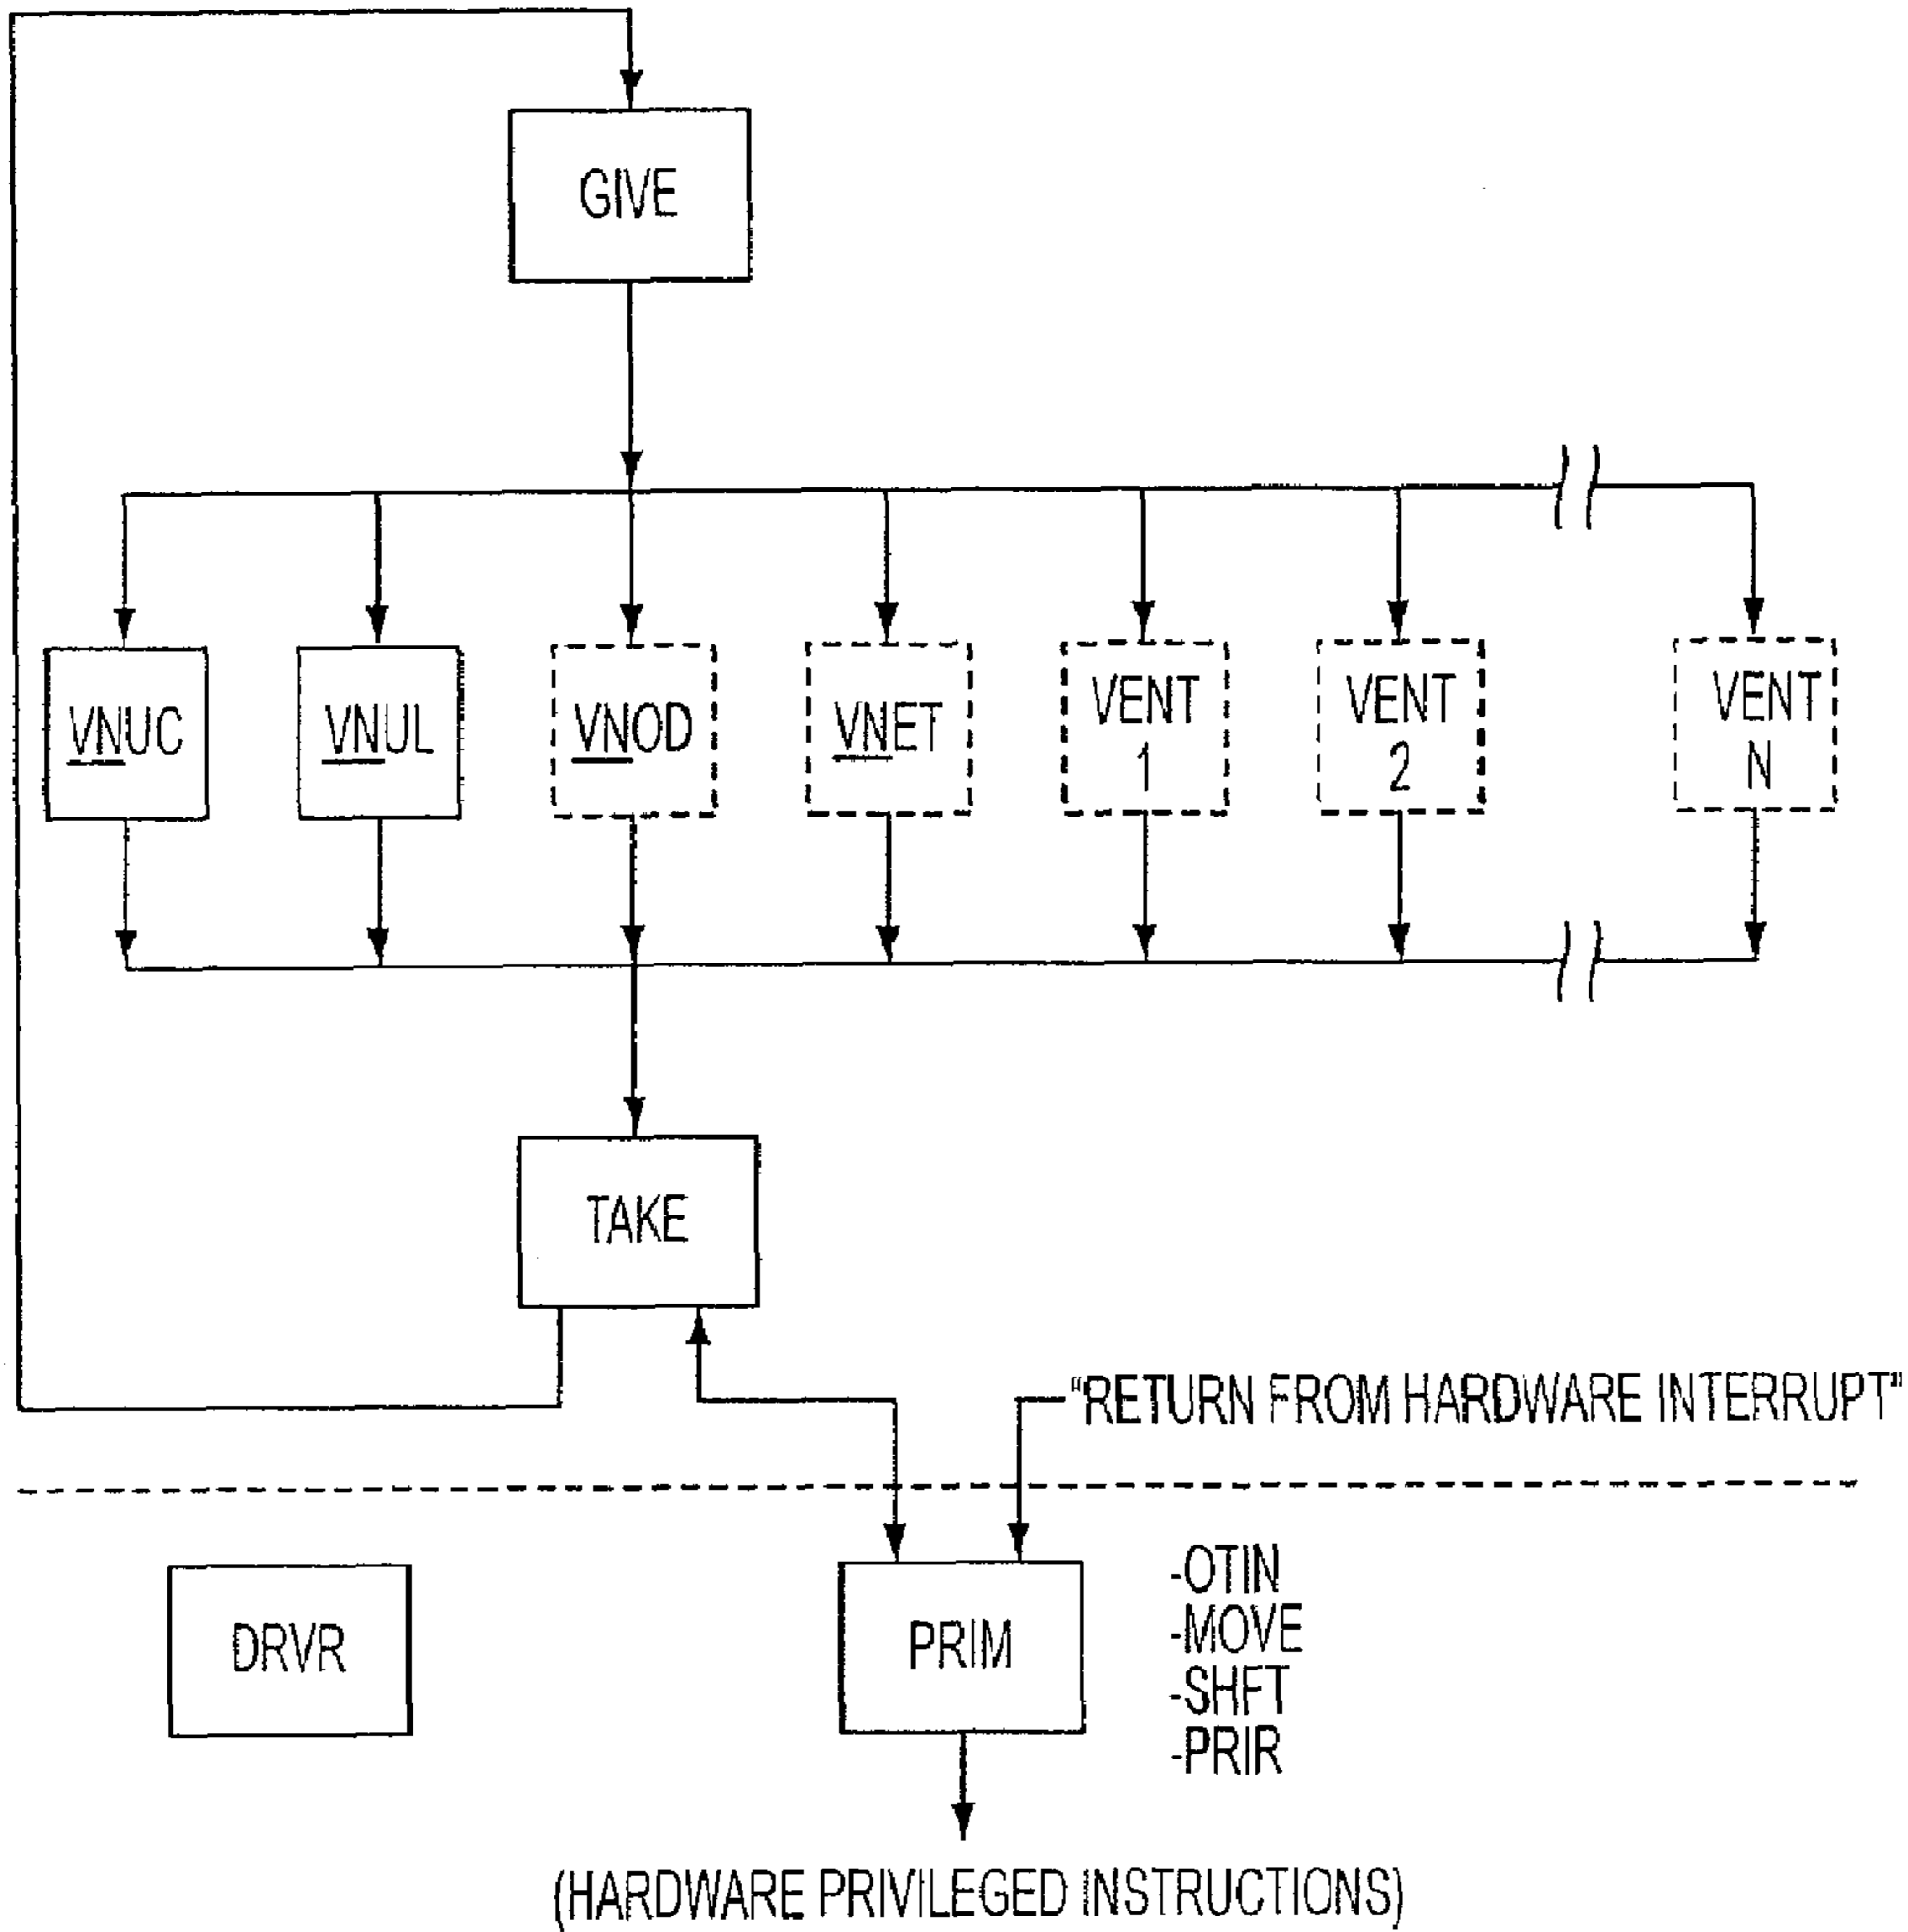 GIVE
VNUC
VNUL
VNOD
VNET
VENT
1
VENT
2
VENT
N
TAKE
"RETURN FROM HARDWARE INTERRUPT"
DRVR
PRIM
-OTIN
-MOVE
-SHFT
-PRIR
(HARDWARE PRIVILEGED INSTRUCTIONS)